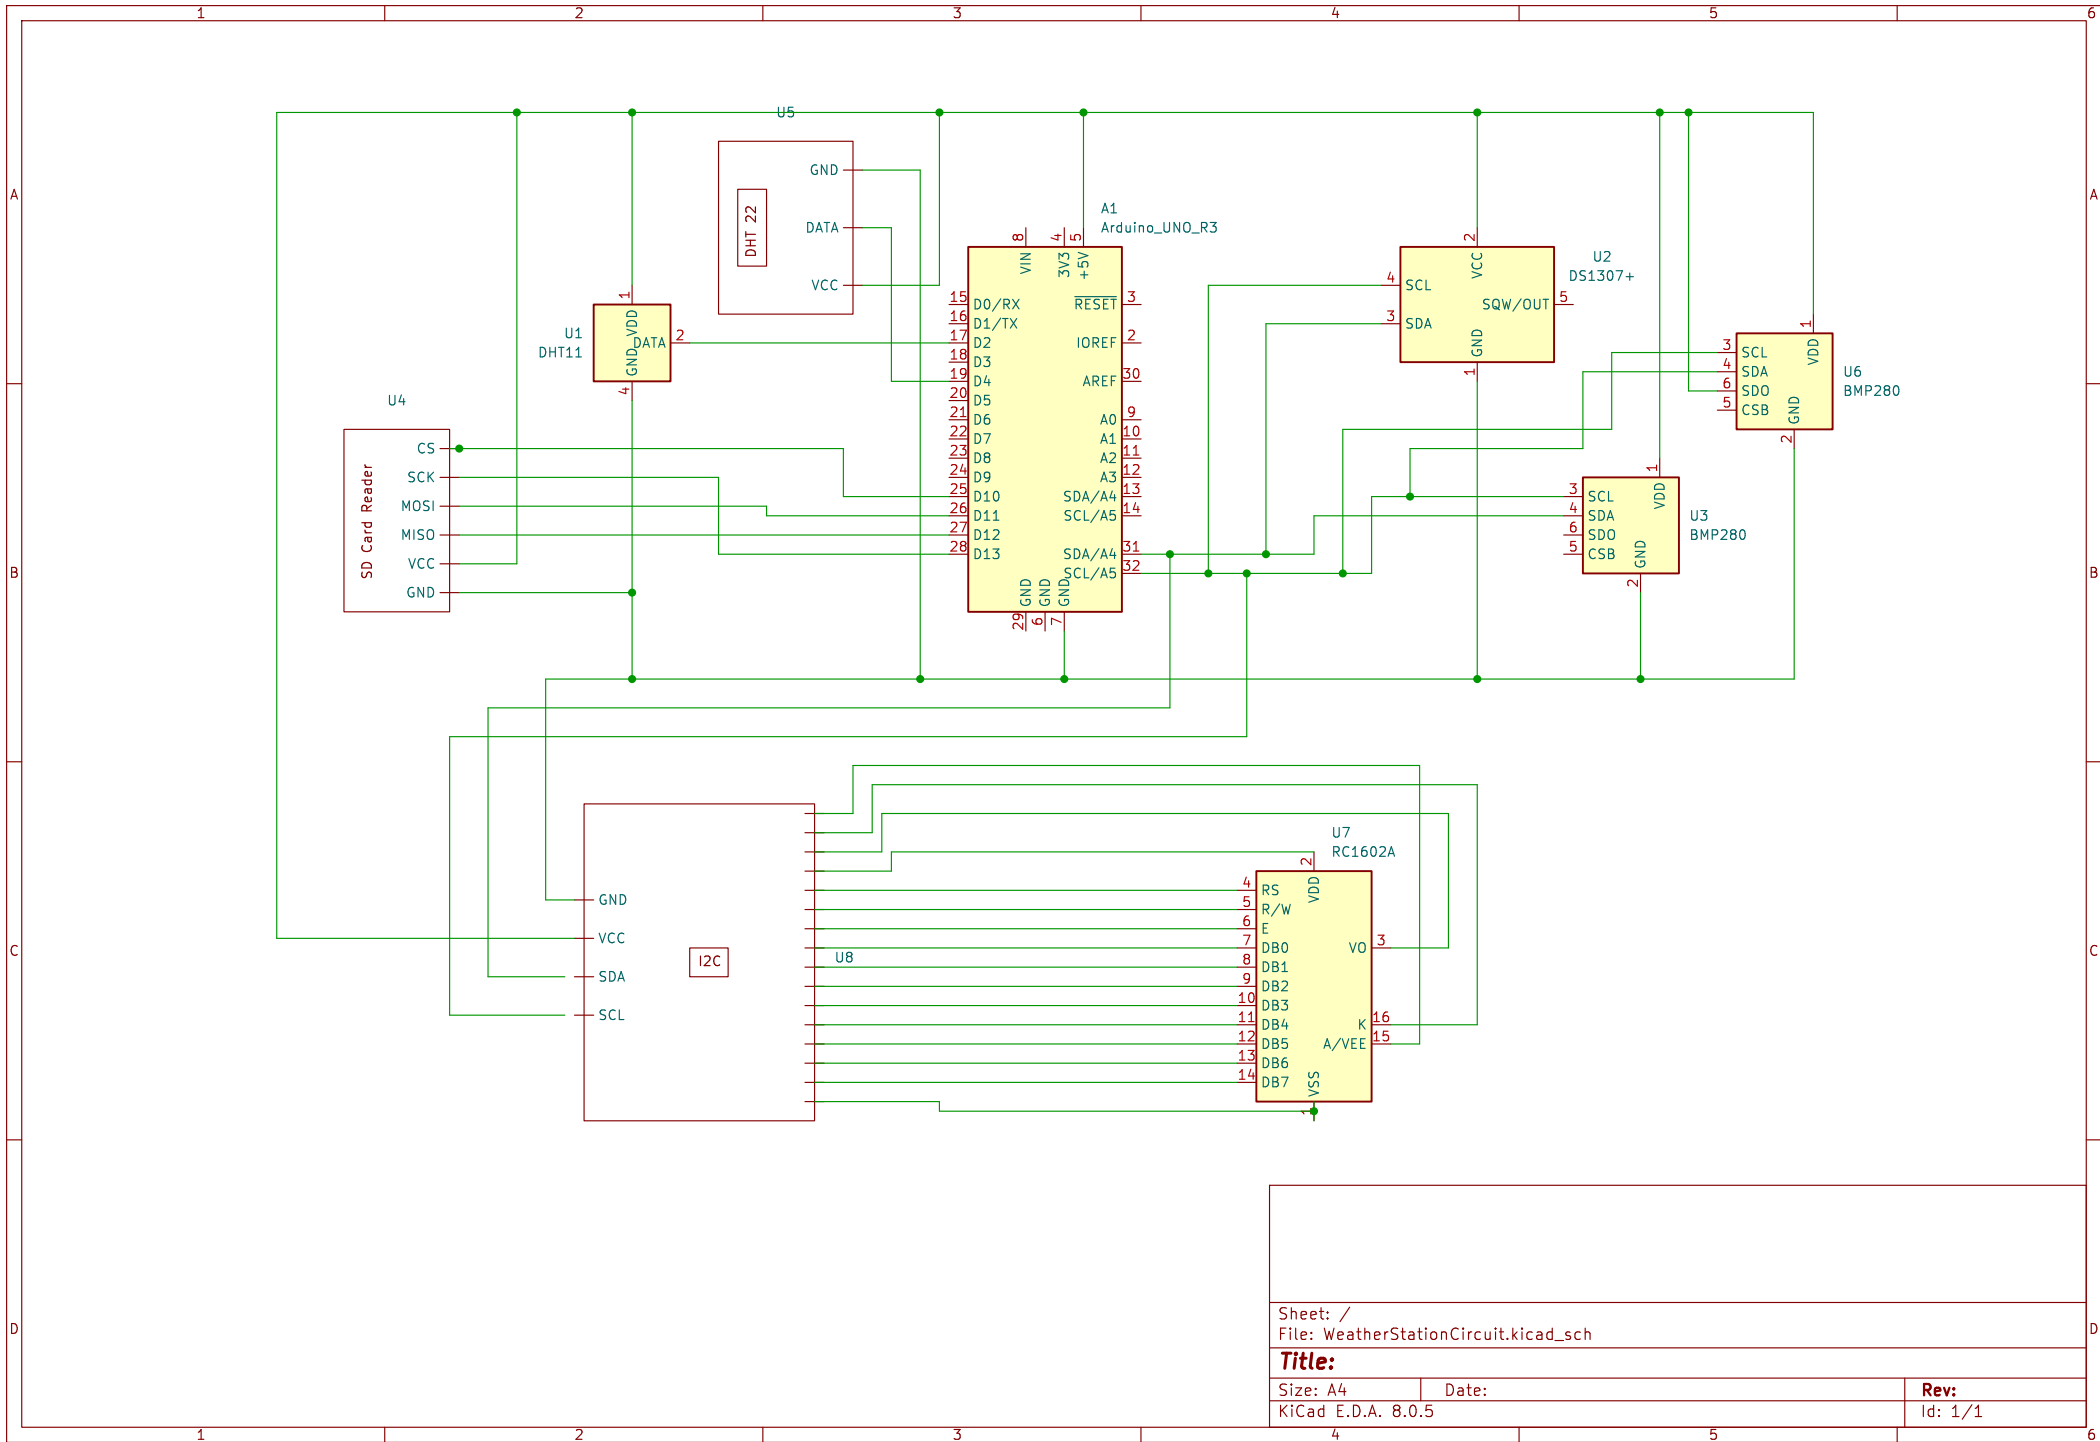 1 2 3 4 5 6
A
A
B
B
C
C
D
D
U5
GND
DATA
VCC
DHT 22
A1
Arduino_UNO_R3
8 VIN
4 3V3
5 +5V
15 D0/RX
16 D1/TX
17 D2
18 D3
19 D4
20 D5
21 D6
22 D7
23 D8
24 D9
25 D10
26 D11
27 D12
28 D13
RESET 3
IOREF 2
AREF 30
A0 9
A1 10
A2 11
A3 12
SDA/A4 13
SCL/A5 14
SDA/A4 31
SCL/A5 32
GND 29
GND 6
GND 7
U1
DHT11
1 VDD
DATA 2
GND 4
U4
SD Card Reader
CS
SCK
MOSI
MISO
VCC
GND
U2
DS1307+
2 VCC
4 SCL
3 SDA
SQW/OUT 5
GND 1
U6
BMP280
1 VDD
3 SCL
4 SDA
6 SDO
5 CSB
GND 2
U3
BMP280
1 VDD
3 SCL
4 SDA
6 SDO
5 CSB
GND 2
GND
VCC
SDA
SCL
I2C
U8
U7
RC1602A
2 VDD
4 RS
5 R/W
6 E
7 DB0
8 DB1
9 DB2
10 DB3
11 DB4
12 DB5
13 DB6
14 DB7
VO 3
K 16
A/VEE 15
VSS 1
Sheet: /
File: WeatherStationCircuit.kicad_sch
Title:
Size: A4 Date: Rev:
KiCad E.D.A. 8.0.5 Id: 1/1
1 2 3 4 5 6